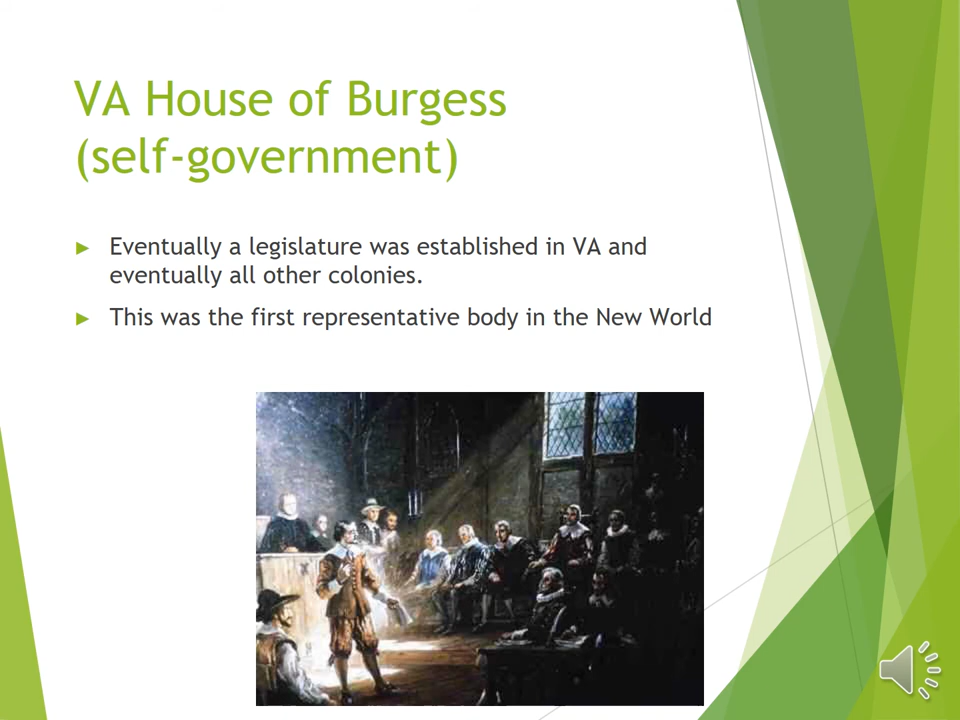 VA House of Burgess
(self-government)
Eventually a legislature was established in VA and
eventually all other colonies.
This was the first representative body in the New World